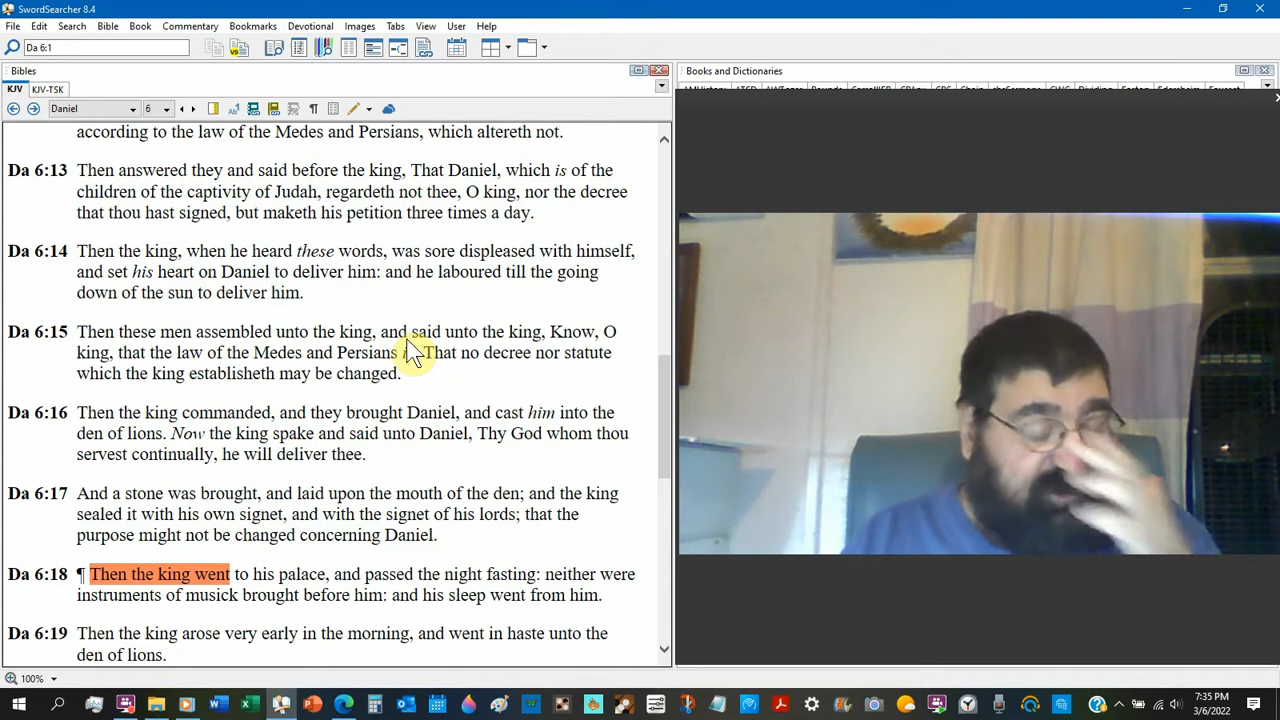 SwordSearcher 8.4
File Edit Search Bible Book Commentary Bookmarks Devotional Images Tabs View User Help
Da 6:1
Bibles
Books and Dictionaries
KJV KJV-TSK
Daniel 6
according to the law of the Medes and Persians, which altereth not.
Da 6:13 Then answered they and said before the king, That Daniel, which is of the
children of the captivity of Judah, regardeth not thee, O king, nor the decree
that thou hast signed, but maketh his petition three times a day.
Da 6:14 Then the king, when he heard these words, was sore displeased with himself,
and set his heart on Daniel to deliver him: and he laboured till the going
down of the sun to deliver him.
Da 6:15 Then these men assembled unto the king, and said unto the king, Know, O
king, that the law of the Medes and Persians That no decree nor statute
which the king establisheth may be changed.
Da 6:16 Then the king commanded, and they brought Daniel, and cast him into the
den of lions. Now the king spake and said unto Daniel, Thy God whom thou
servest continually, he will deliver thee.
Da 6:17 And a stone was brought, and laid upon the mouth of the den; and the king
sealed it with his own signet, and with the signet of his lords; that the
purpose might not be changed concerning Daniel.
Da 6:18 ¶ Then the king went to his palace, and passed the night fasting: neither were
instruments of musick brought before him: and his sleep went from him.
Da 6:19 Then the king arose very early in the morning, and went in haste unto the
den of lions.
100%
7:35 PM
3/6/2022